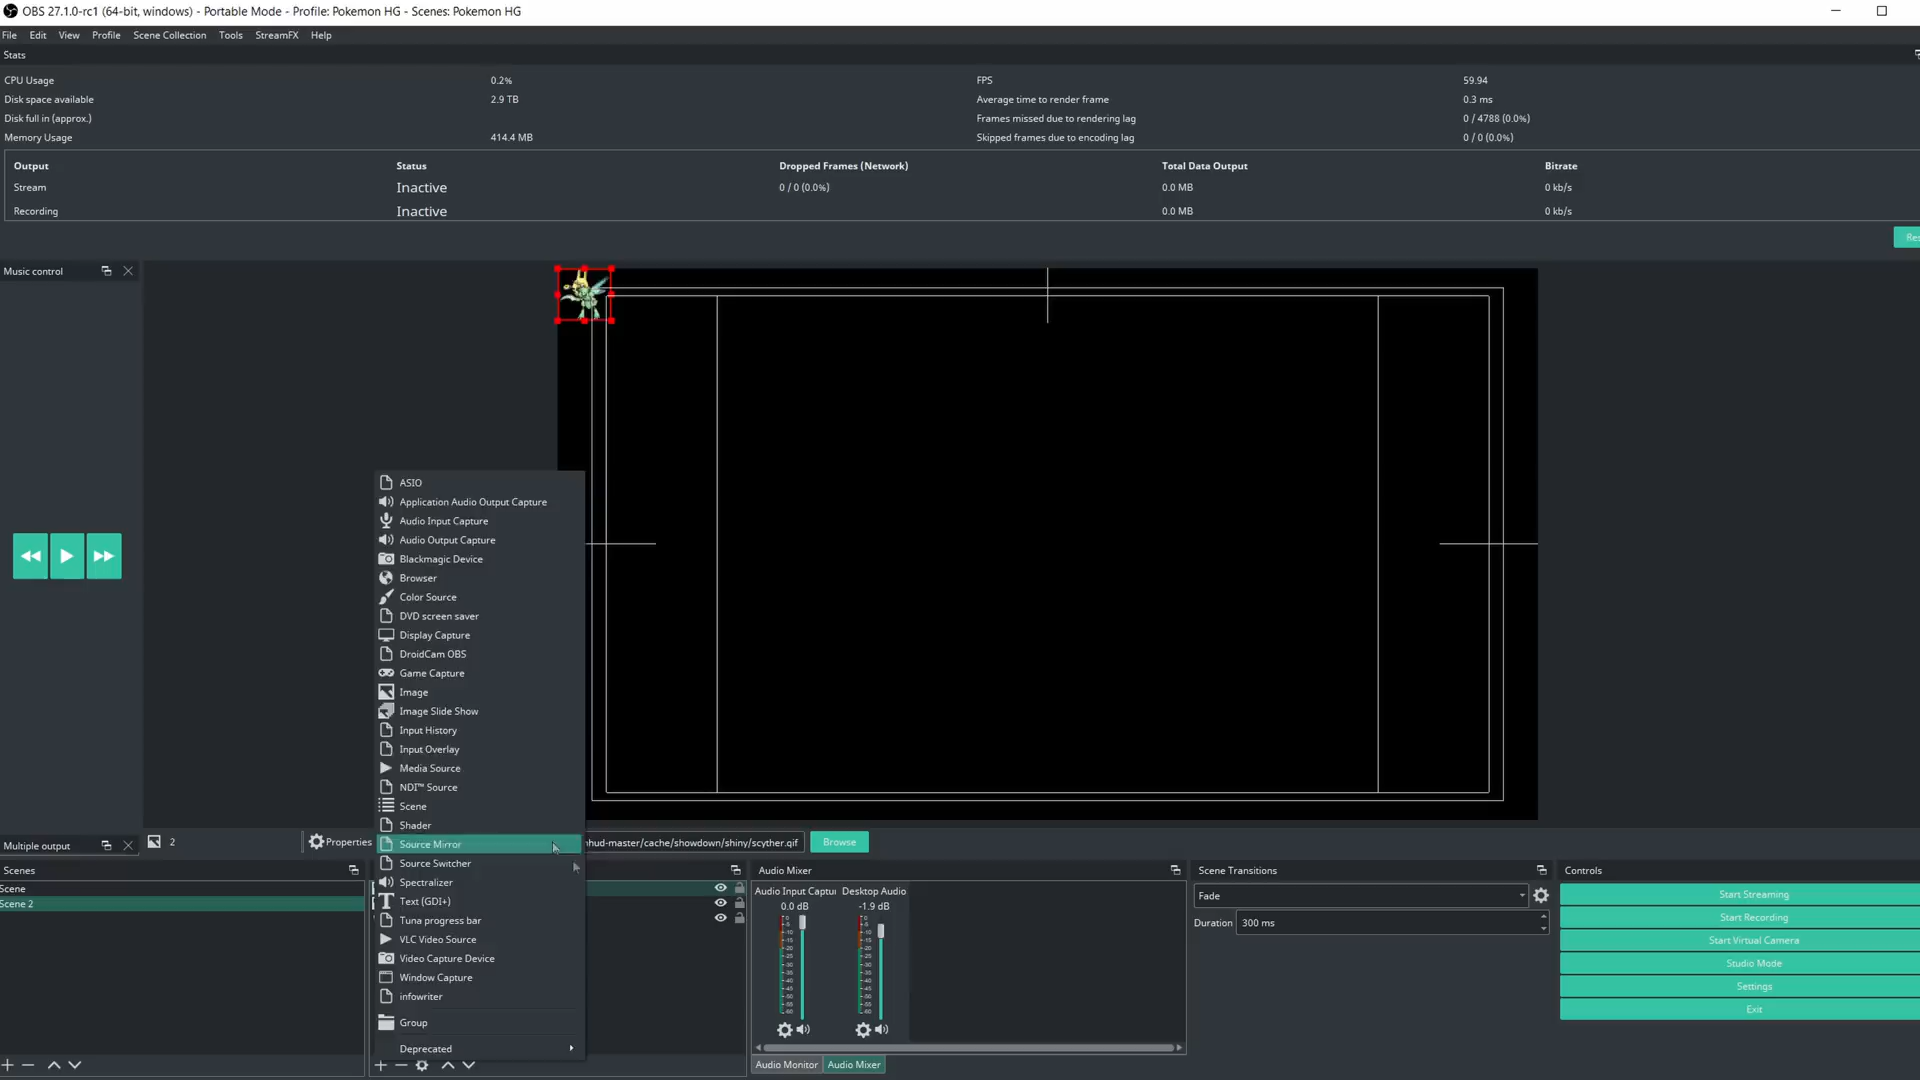 OBS 27.1.0-rc1 (64-bit, windows) - Portable Mode - Profile: Pokemon HG - Scenes: Pokemon HG
File Edit View Profile Scene Collection Tools StreamFX Help
Stats
CPU Usage 0.2% FPS 59.94
Disk space available 2.9 TB Average time to render frame 0.3 ms
Disk full in (approx.) Frames missed due to rendering lag 0 / 4788 (0.0%)
Memory Usage 414.4 MB Skipped frames due to encoding lag 0 / 0 (0.0%)
Output Status Dropped Frames (Network) Total Data Output Bitrate
Stream Inactive 0 / 0 (0.0%) 0.0 MB 0 kb/s
Recording Inactive 0.0 MB 0 kb/s
Res
Music control
ASIO
Application Audio Output Capture
Audio Input Capture
Audio Output Capture
Blackmagic Device
Browser
Color Source
DVD screen saver
Display Capture
DroidCam OBS
Game Capture
Image
Image Slide Show
Input History
Input Overlay
Media Source
NDI™ Source
Scene
Shader
Source Mirror
Source Switcher
Spectralizer
Text (GDI+)
Tuna progress bar
VLC Video Source
Video Capture Device
Window Capture
infowriter
Group
Deprecated
Multiple output 2 Properties nhud-master/cache/showdown/shiny/scyther.gif Browse
Scenes
Scene
Scene 2
Audio Mixer
Audio Input Captu Desktop Audio
0.0 dB -1.9 dB
Audio Monitor Audio Mixer
Scene Transitions
Fade
Duration 300 ms
Controls
Start Streaming
Start Recording
Start Virtual Camera
Studio Mode
Settings
Exit